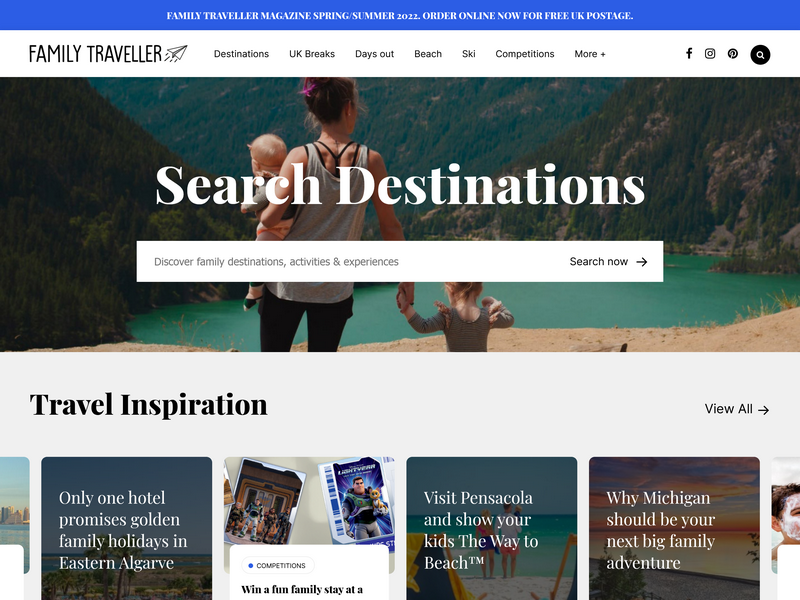 FAMILY TRAVELLER MAGAZINE SPRING/SUMMER 2022. ORDER ONLINE NOW FOR FREE UK POSTAGE.
FAMILY TRAVELLER
Destinations
UK Breaks
Days out
Beach
Ski
Competitions
More +
Search Destinations
Discover family destinations, activities & experiences
Search now →
Travel Inspiration
View All →
Only one hotel
promises golden
family holidays in
Eastern Algarve
LIGHTYEAR
COMPETITIONS
Win a fun family stay at a
Visit Pensacola
and show your
kids The Way to
Beach™
Why Michigan
should be your
next big family
adventure